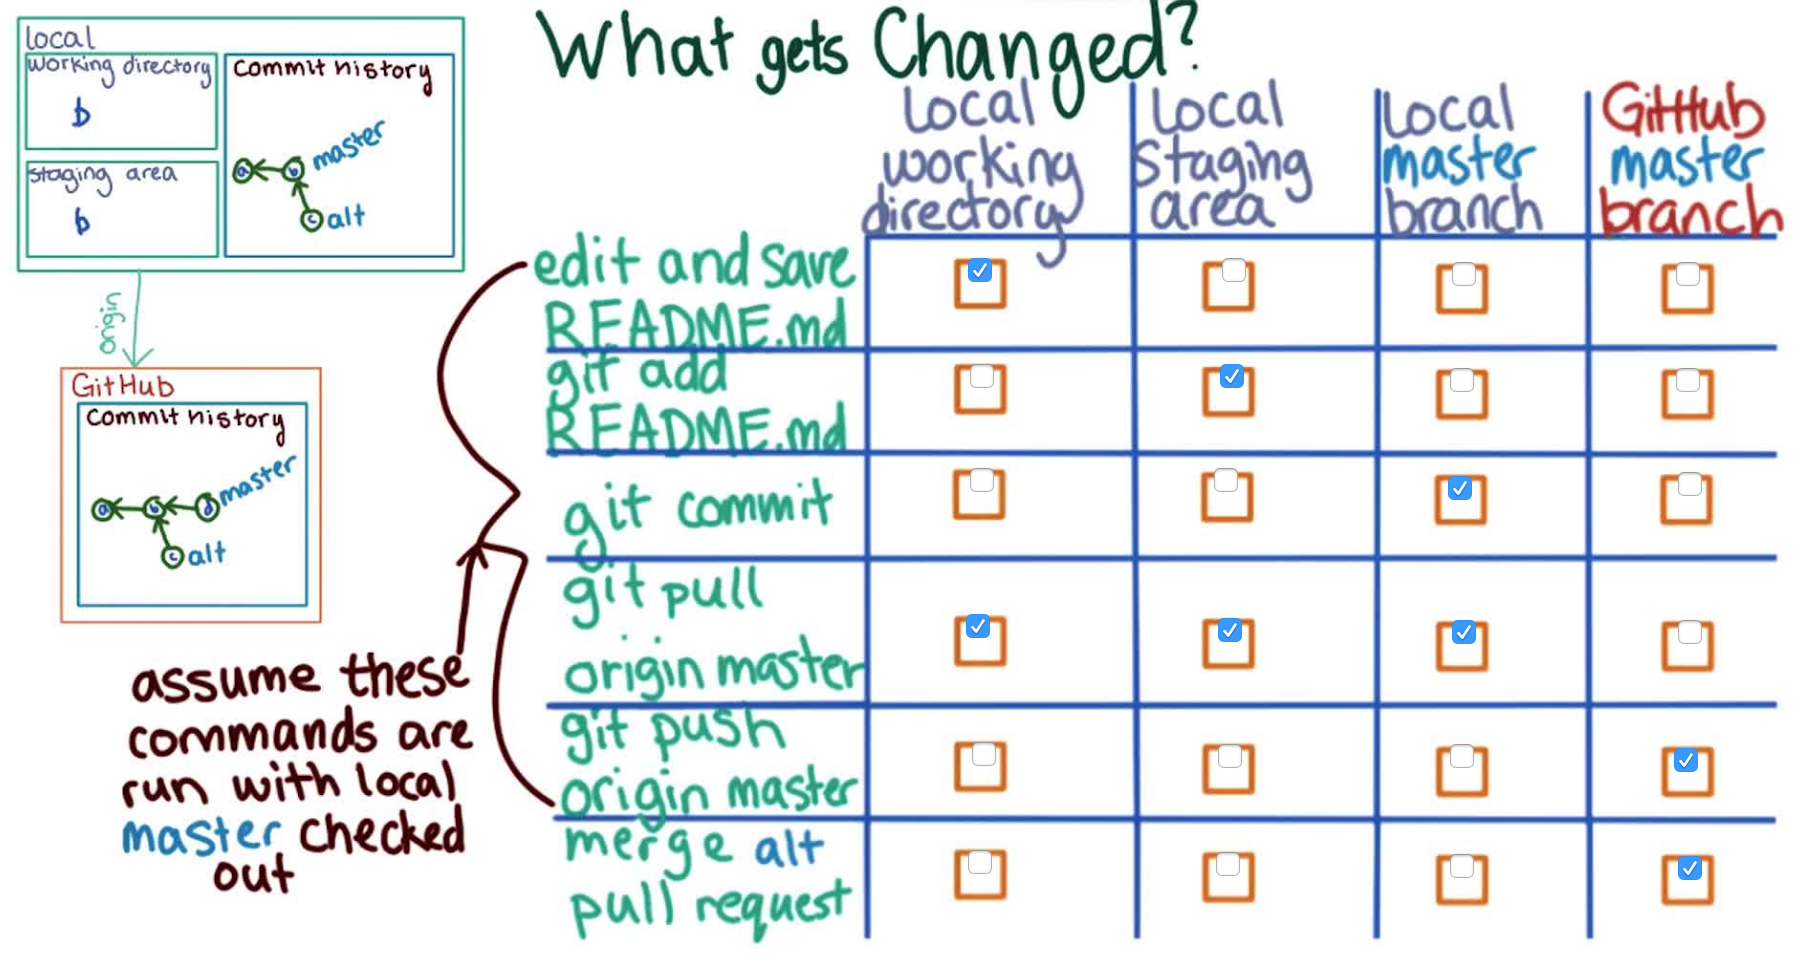 What gets Changed?
local
working directory
b
staging area
b
Commit history
a b master
c alt
origin
GitHub
Commit history
a b d master
c alt
assume these
commands are
run with local
master checked
out
Local
working
directory
Local
staging
area
Local
master
branch
GitHub
master
branch
edit and save
README.md
git add
README.md
git commit
git pull
origin master
git push
origin master
merge alt
pull request